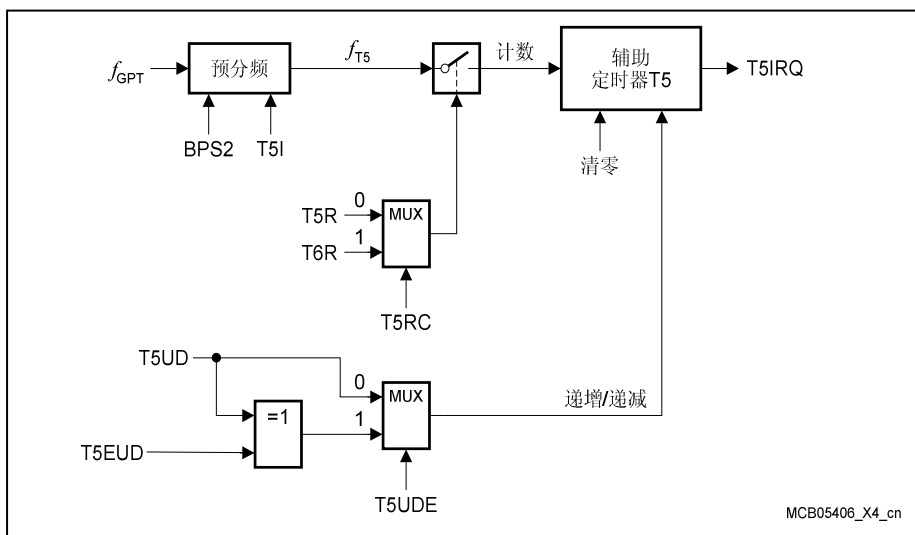 fGPT
预分频
fT5
计数
辅助
定时器T5
T5IRQ
BPS2
T5I
清零
T5R
0
MUX
T6R
1
T5RC
T5UD
0
MUX
=1
1
递增/递减
T5EUD
T5UDE
MCB05406_X4_cn